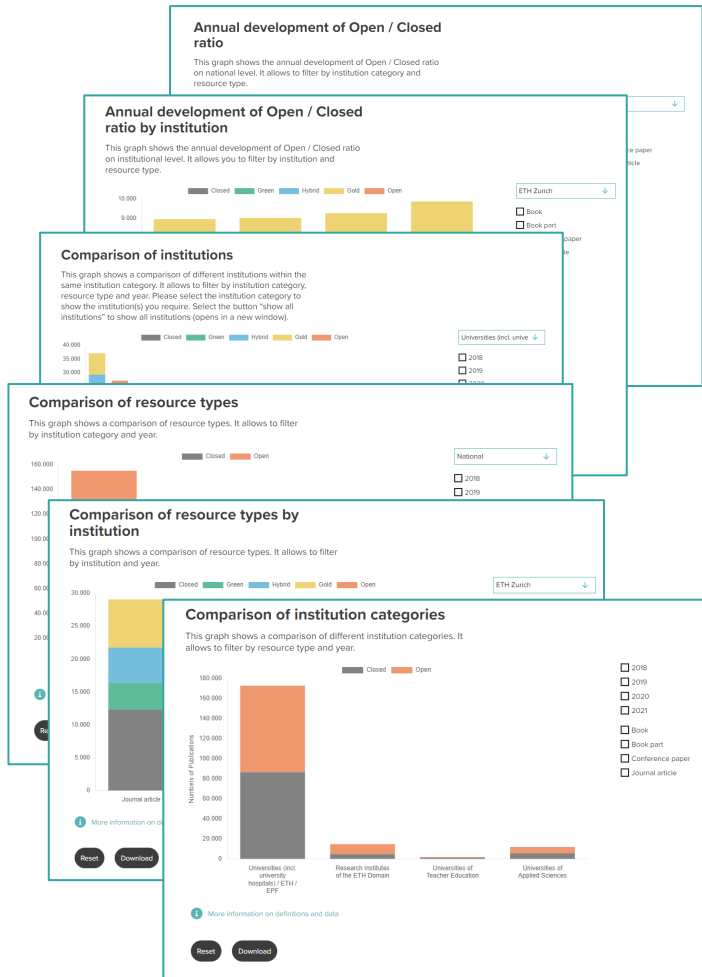 Annual development of Open / Closed
ratio
This graph shows the annual development of Open / Closed ratio
on national level. It allows to filter by institution category and
resource type.
ce paper
ticle
Annual development of Open / Closed
ratio by institution
This graph shows the annual development of Open / Closed ratio
on institutional level. It allows you to filter by institution and
resource type.
Closed Green Hybrid Gold Open
ETH Zurich
10.000
9.000
Book
Book part
paper
le
Comparison of institutions
This graph shows a comparison of different institutions within the
same institution category. It allows to filter by institution category,
resource type and year. Please select the institution category to
show the institution(s) you require. Select the button "show all
institutions" to show all institutions (opens in a new window).
Closed Green Hybrid Gold Open
Universities (incl. unive
40.000
35.000
30.000
2018
2019
2020
Comparison of resource types
This graph shows a comparison of resource types. It allows to filter
by institution category and year.
Closed Open
National
160.000
140.000
120.00
100.00
80.00
60.00
40.00
20.00
2018
2019
Re
Comparison of resource types by
institution
This graph shows a comparison of resource types. It allows to filter
by institution and year.
Closed Green Hybrid Gold Open
ETH Zurich
30.000
25.000
20.000
15.000
10.000
5.000
0
Journal article
More information on de
Reset Download
Comparison of institution categories
This graph shows a comparison of different institution categories. It
allows to filter by resource type and year.
Closed Open
Numbers of Publications
180.000
160.000
140.000
120.000
100.000
80.000
60.000
40.000
20.000
0
Universities (incl.
university
hospitals) / ETH /
EPF
Research Institutes
of the ETH Domain
Universities of
Teacher Education
Universities of
Applied Sciences
2018
2019
2020
2021
Book
Book part
Conference paper
Journal article
More information on definitions and data
Reset Download